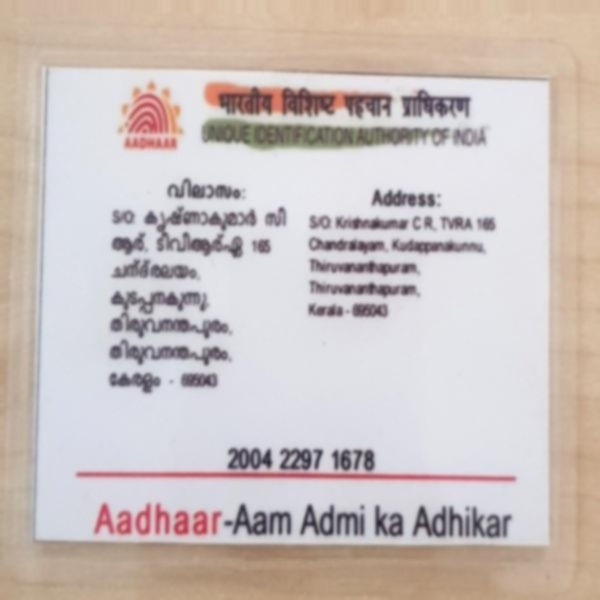 भारतीय विशिष्ट पहचान प्राधिकरण
UNIQUE IDENTIFICATION AUTHORITY OF INDIA
AADHAAR
വിലാസം:
S/O: കൃഷ്ണാകുമാർ സി
ആർ, ടിവിആർഎ 165
ചന്ദ്രലയം,
കുടപ്പനകുന്നു,
തിരുവനന്തപുരം,
തിരുവനന്തപുരം,
കേരളം - 695043
Address:
S/O: Krishnakumar C R, TVRA 165
Chandralayam, Kudappanakunnu,
Thiruvananthapuram,
Thiruvananthapuram,
Kerala - 695043
2004 2297 1678
Aadhaar-Aam Admi ka Adhikar